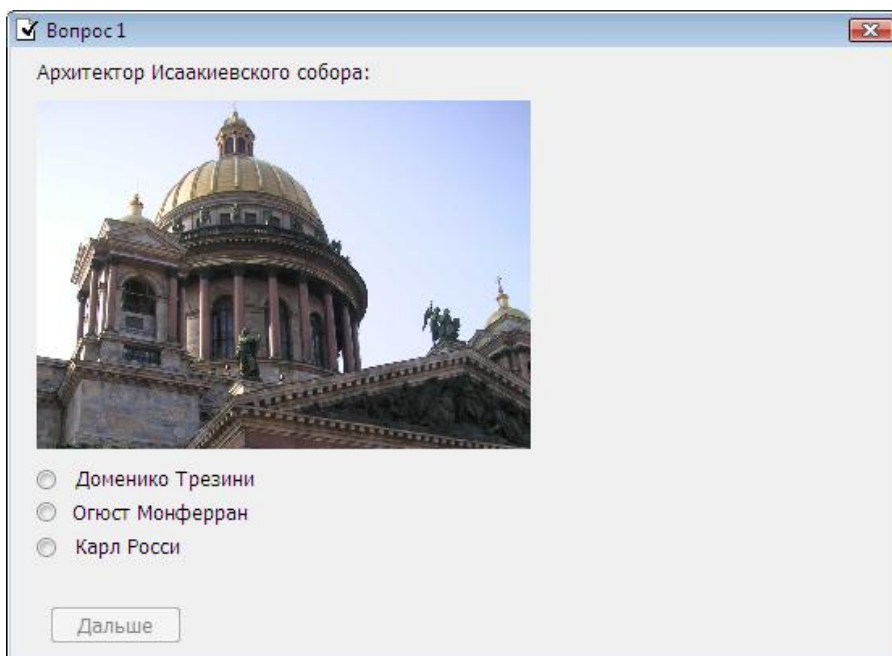 Вопрос 1
Архитектор Исаакиевского собора:
Доменико Трезини
Огюст Монферран
Карл Росси
Дальше